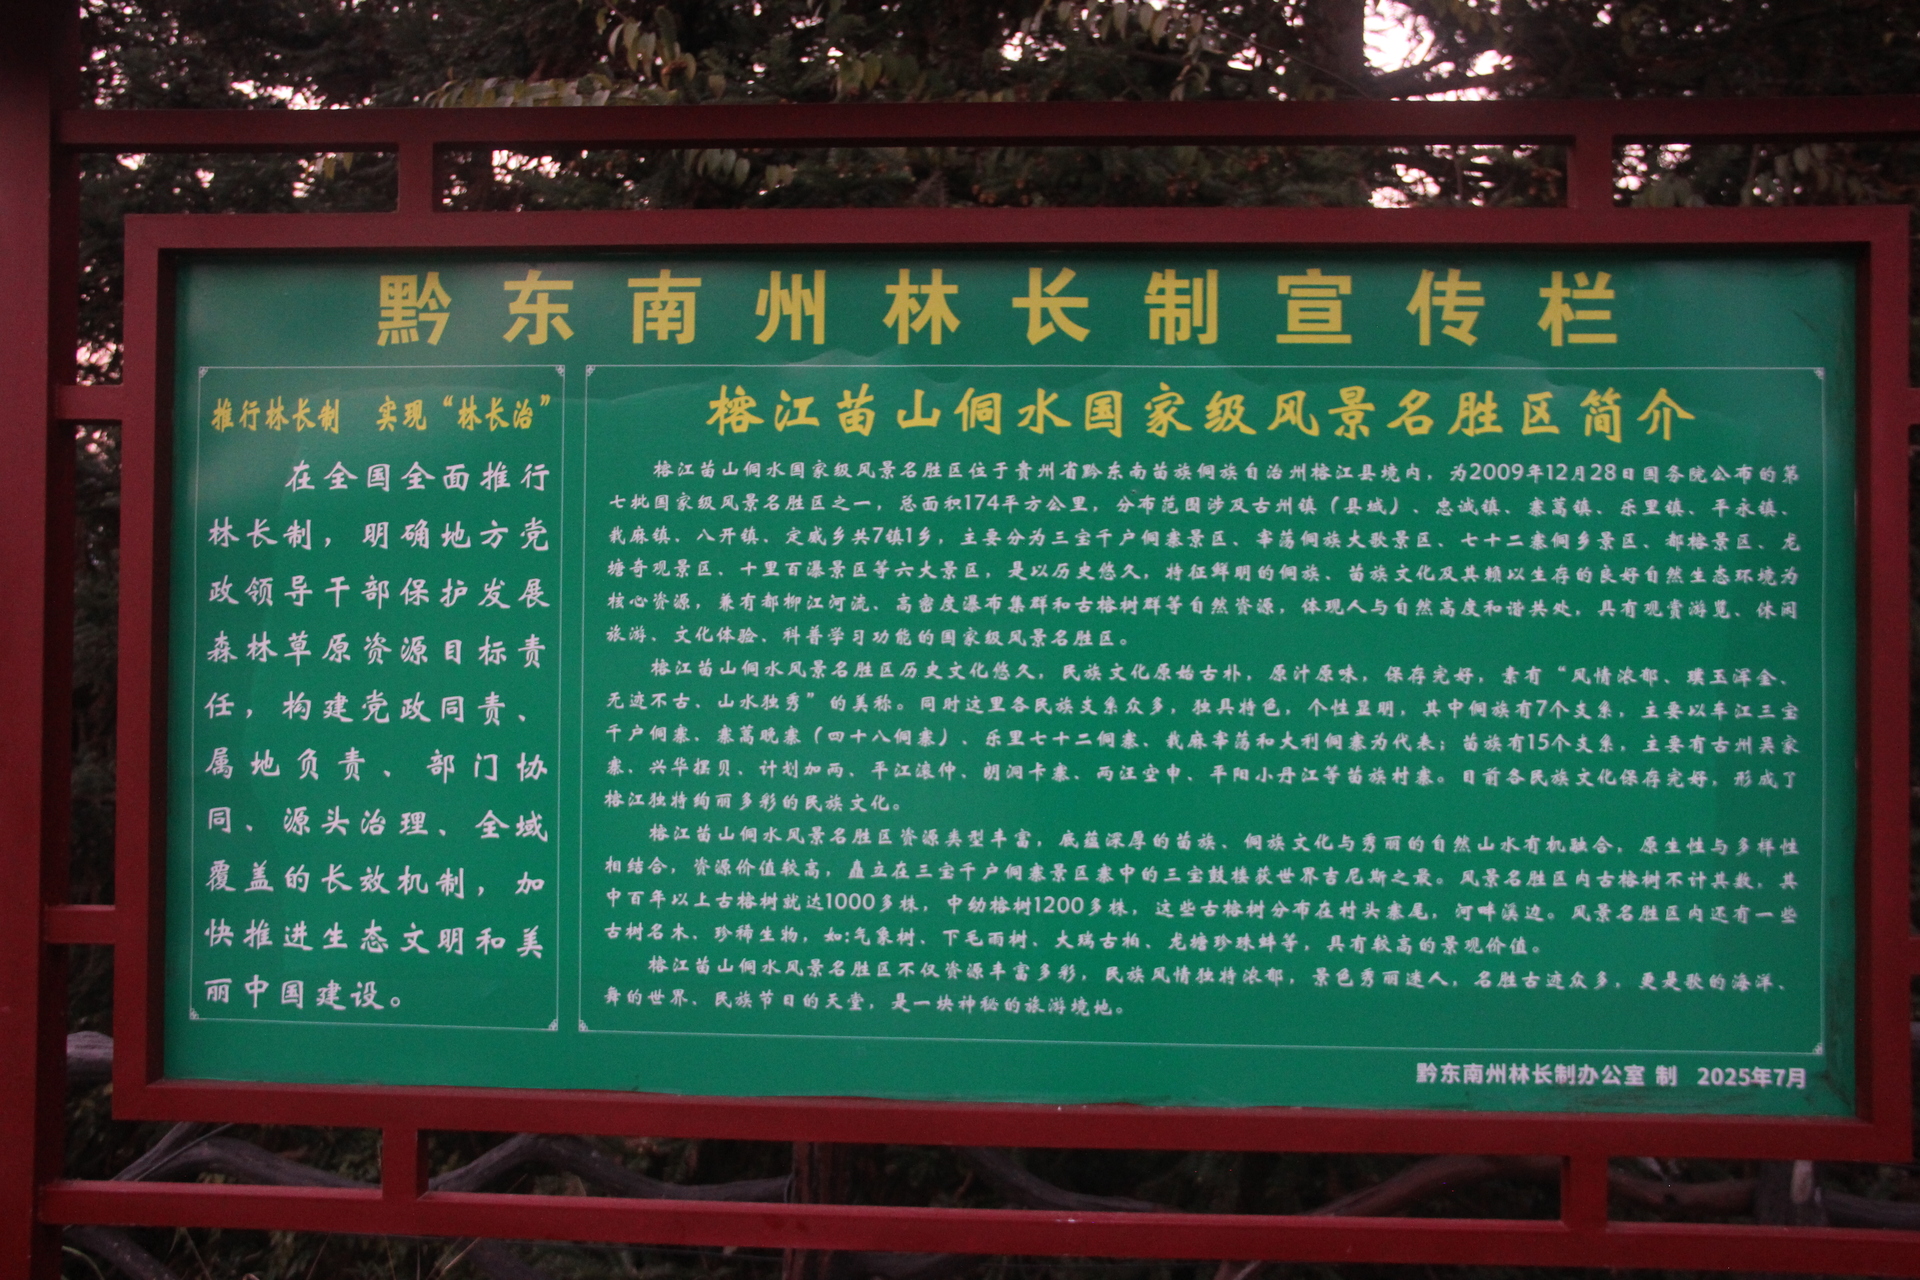 黔东南州林长制宣传栏
推行林长制 实现“林长治”
在全国全面推行
林长制，明确地方党
政领导干部保护发展
森林草原资源目标责
任，构建党政同责、
属地负责、部门协
同、源头治理、全域
覆盖的长效机制，加
快推进生态文明和美
丽中国建设。
榕江苗山侗水国家级风景名胜区简介
榕江苗山侗水国家级风景名胜区位于贵州省黔东南苗族侗族自治州榕江县境内，为2009年12月28日国务院公布的第
七批国家级风景名胜区之一，总面积174平方公里，分布范围涉及古州镇（县城）、忠诚镇、寨蒿镇、乐里镇、平永镇、
栽麻镇、八开镇、定威乡共7镇1乡，主要分为三宝千户侗寨景区、宰荡侗族大歌景区、七十二寨侗乡景区、都榕景区、龙
塘奇观景区、十里百瀑景区等六大景区，是以历史悠久，特征鲜明的侗族、苗族文化及其赖以生存的良好自然生态环境为
核心资源，兼有都柳江河流、高密度瀑布集群和古榕树群等自然资源，体现人与自然高度和谐共处，具有观赏游览、休闲
旅游、文化体验、科普学习功能的国家级风景名胜区。
榕江苗山侗水风景名胜区历史文化悠久，民族文化原始古朴，原汁原味，保存完好，素有“风情浓郁、璞玉浑金、
无迹不古、山水独秀”的美称。同时这里各民族支系众多，独具特色，个性显明，其中侗族有7个支系，主要以车江三宝
千户侗寨、寨蒿晚寨（四十八侗寨）、乐里七十二侗寨、栽麻宰荡和大利侗寨为代表；苗族有15个支系，主要有古州吴家
寨、兴华摆贝、计划加两、平江滚仲、朗洞卡寨、两汪空申、平阳小丹江等苗族村寨。目前各民族文化保存完好，形成了
榕江独特绚丽多彩的民族文化。
榕江苗山侗水风景名胜区资源类型丰富，底蕴深厚的苗族、侗族文化与秀丽的自然山水有机融合，原生性与多样性
相结合，资源价值较高，矗立在三宝千户侗寨景区寨中的三宝鼓楼获世界吉尼斯之最。风景名胜区内古榕树不计其数，其
中百年以上古榕树就达1000多株，中幼榕树1200多株，这些古榕树分布在村头寨尾，河畔溪边。风景名胜区内还有一些
古树名木、珍稀生物，如:气象树、下毛雨树、大瑞古柏、龙塘珍珠蚌等，具有较高的景观价值。
榕江苗山侗水风景名胜区不仅资源丰富多彩，民族风情独特浓郁，景色秀丽迷人，名胜古迹众多，更是歌的海洋、
舞的世界、民族节日的天堂，是一块神秘的旅游境地。
黔东南州林长制办公室 制 2025年7月